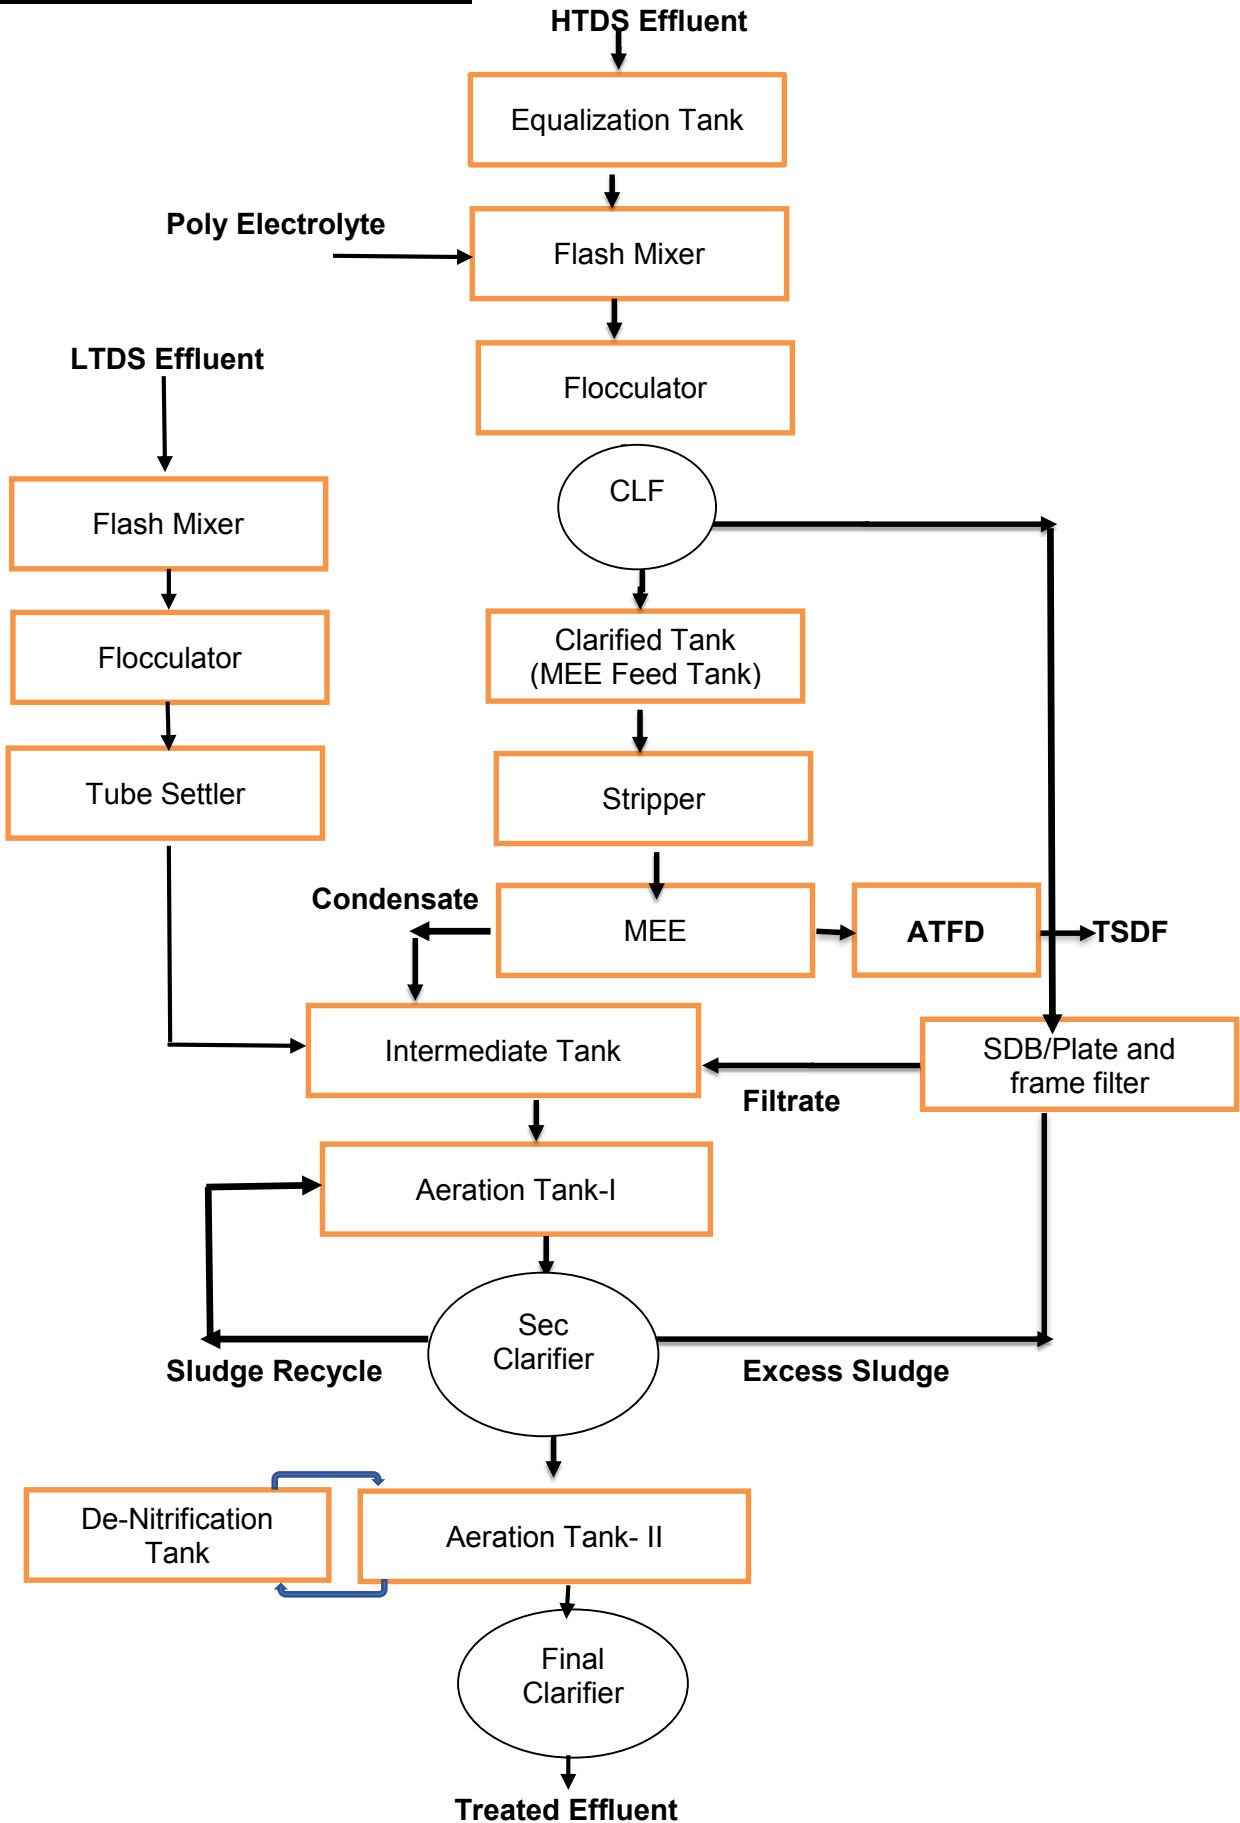 HTDS Effluent
Equalization Tank
Poly Electrolyte
Flash Mixer
LTDS Effluent
Flocculator
CLF
Flash Mixer
Clarified Tank
(MEE Feed Tank)
Flocculator
Tube Settler
Stripper
Condensate
MEE
ATFD
TSDF
Intermediate Tank
SDB/Plate and
frame filter
Filtrate
Aeration Tank-I
Sec
Clarifier
Sludge Recycle
Excess Sludge
De-Nitrification
Tank
Aeration Tank- II
Final
Clarifier
Treated Effluent